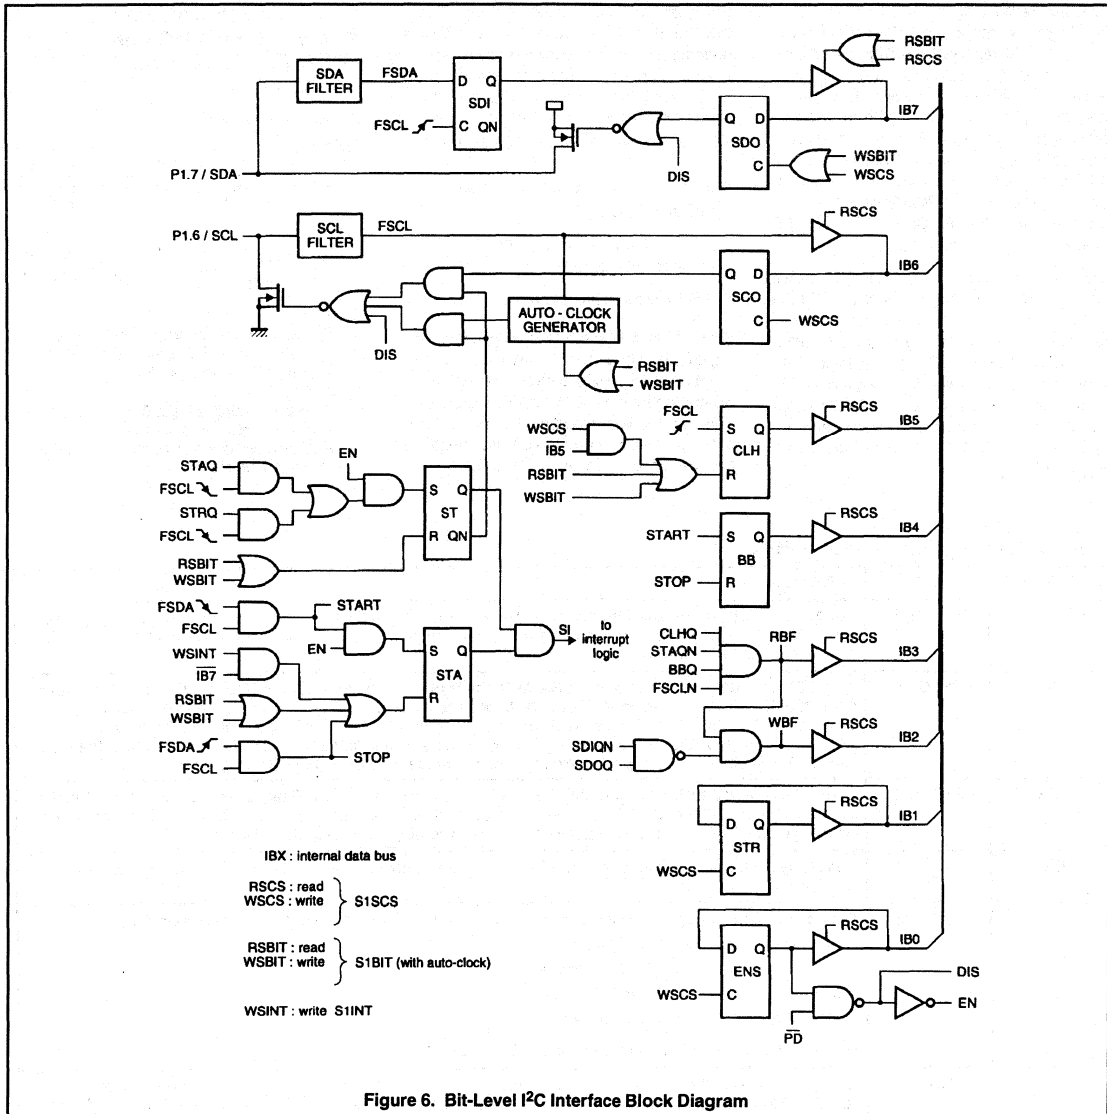 RSBIT
RSCS
SDA
FILTER
FSDA
D Q
SDI
C QN
FSCL
IB7
Q D
SDO
C
WSBIT
WSCS
DIS
P1.7 / SDA
P1.6 / SCL
SCL
FILTER
FSCL
RSCS
IB6
Q D
SCO
C
WSCS
AUTO - CLOCK
GENERATOR
DIS
RSBIT
WSBIT
FSCL
WSCS
IB5
RSBIT
WSBIT
S Q
CLH
R
RSCS
IB5
STAQ
FSCL
STRQ
FSCL
EN
S Q
ST
R QN
RSBIT
WSBIT
START
STOP
S Q
BB
R
RSCS
IB4
FSDA
FSCL
START
EN
WSINT
IB7
RSBIT
WSBIT
FSDA
FSCL
STOP
S Q
STA
R
SI
to
interrupt
logic
CLHQ
STAQN
BBQ
FSCLN
RBF
RSCS
IB3
SDIQN
SDOQ
WBF
RSCS
IB2
D Q
STR
C
WSCS
RSCS
IB1
D Q
ENS
C
WSCS
RSCS
IB0
PD
DIS
EN
IBX : internal data bus
RSCS : read
WSCS : write
S1SCS
RSBIT : read
WSBIT : write
S1BIT (with auto-clock)
WSINT : write S1INT
Figure 6. Bit-Level I²C Interface Block Diagram